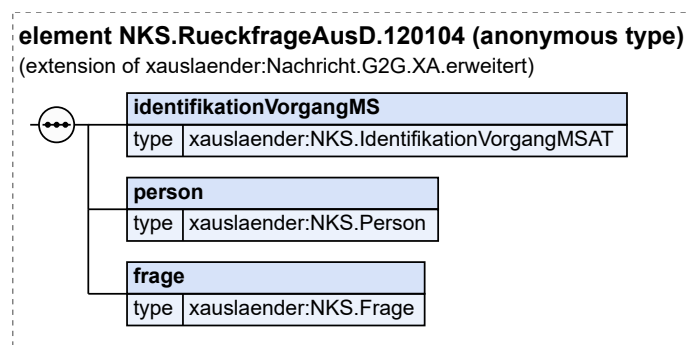 element NKS.RueckfrageAusD.120104 (anonymous type)
(extension of xauslaender:Nachricht.G2G.XA.erweitert)
identifikationVorgangMS
type xauslaender:NKS.IdentifikationVorgangMSAT
person
type xauslaender:NKS.Person
frage
type xauslaender:NKS.Frage